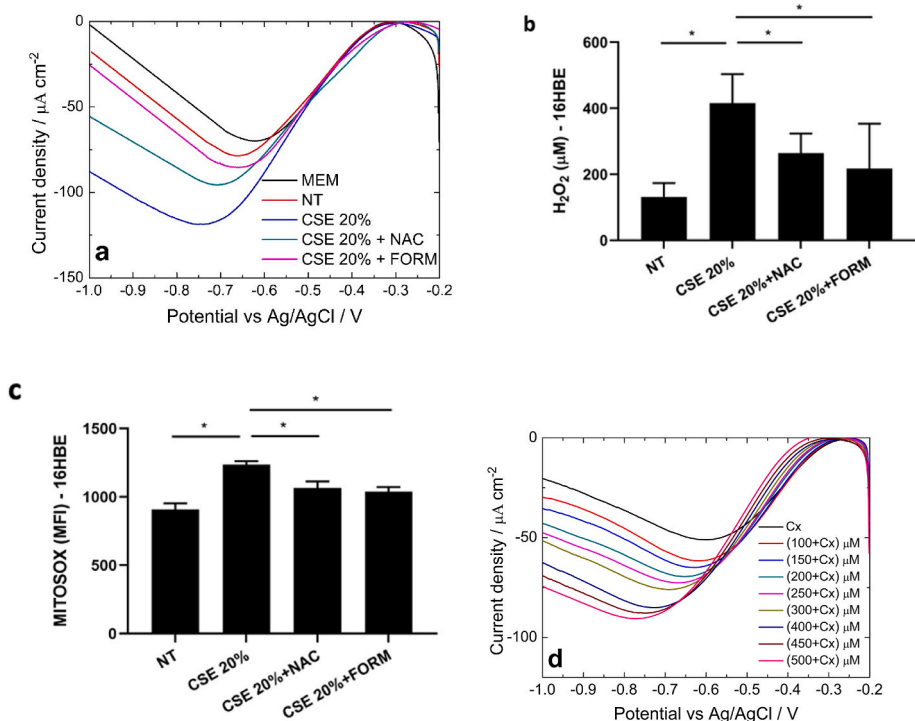 a
0
-50
-100
-150
Current density / µA cm⁻²
MEM
NT
CSE 20%
CSE 20% + NAC
CSE 20% + FORM
-1.0 -0.9 -0.8 -0.7 -0.6 -0.5 -0.4 -0.3 -0.2
Potential vs Ag/AgCl / V
b
* * *
600
400
200
0
H₂O₂ (µM) - 16HBE
NT
CSE 20%
CSE 20%+NAC
CSE 20%+FORM
c
* * *
1500
1000
500
0
MITOSOX (MFI) - 16HBE
NT
CSE 20%
CSE 20%+NAC
CSE 20%+FORM
0
-50
-100
Current density / µA cm⁻²
Cx
(100+Cx) µM
(150+Cx) µM
(200+Cx) µM
(250+Cx) µM
(300+Cx) µM
(400+Cx) µM
(450+Cx) µM
(500+Cx) µM
d
-1.0 -0.9 -0.8 -0.7 -0.6 -0.5 -0.4 -0.3 -0.2
Potential vs Ag/AgCl / V